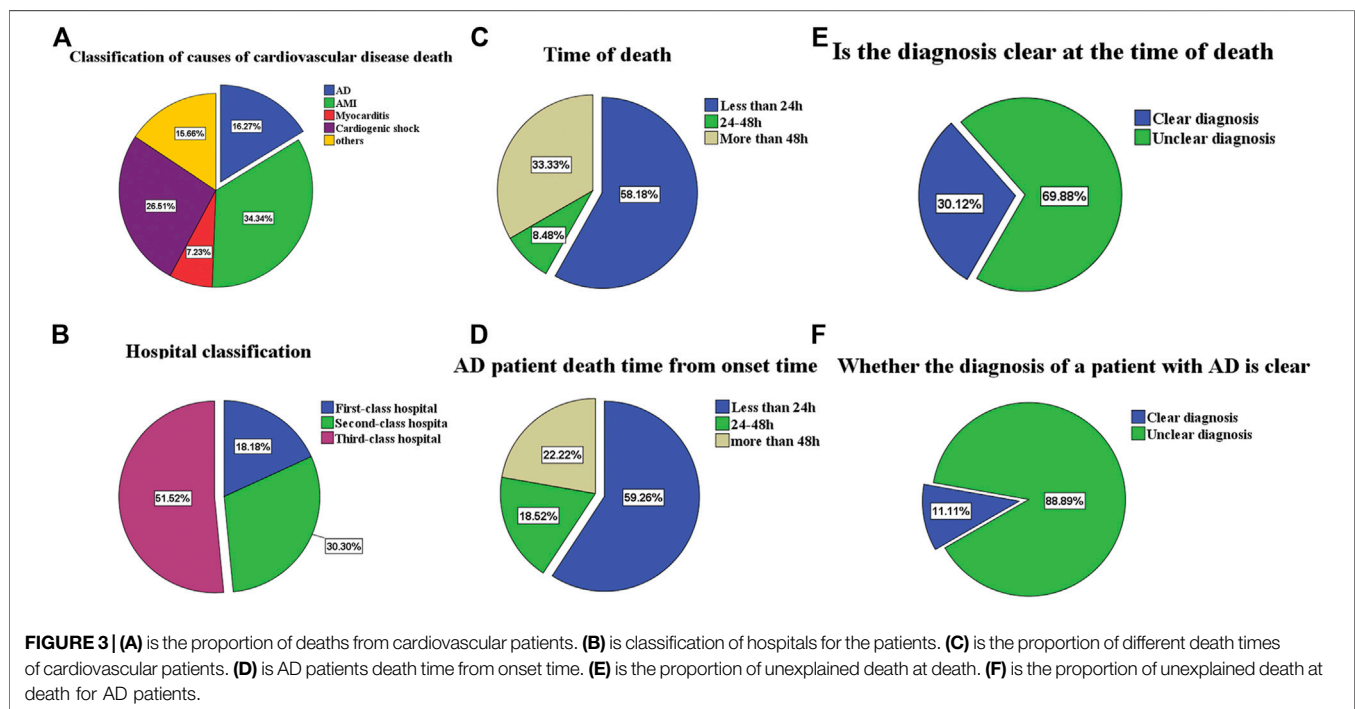 A
Classification of causes of cardiovascular disease death
AD
AMI
Myocarditis
Cardiogenic shock
others
16.27%
34.34%
7.23%
26.51%
15.66%
B
Hospital classification
First-class hospital
Second-class hospita
Third-class hospital
18.18%
30.30%
51.52%
C
Time of death
Less than 24h
24-48h
More than 48h
58.18%
8.48%
33.33%
D
AD patient death time from onset time
Less than 24h
24-48h
more than 48h
59.26%
18.52%
22.22%
E
Is the diagnosis clear at the time of death
Clear diagnosis
Unclear diagnosis
30.12%
69.88%
F
Whether the diagnosis of a patient with AD is clear
Clear diagnosis
Unclear diagnosis
11.11%
88.89%
FIGURE 3 | (A) is the proportion of deaths from cardiovascular patients. (B) is classification of hospitals for the patients. (C) is the proportion of different death times
of cardiovascular patients. (D) is AD patients death time from onset time. (E) is the proportion of unexplained death at death. (F) is the proportion of unexplained death at
death for AD patients.